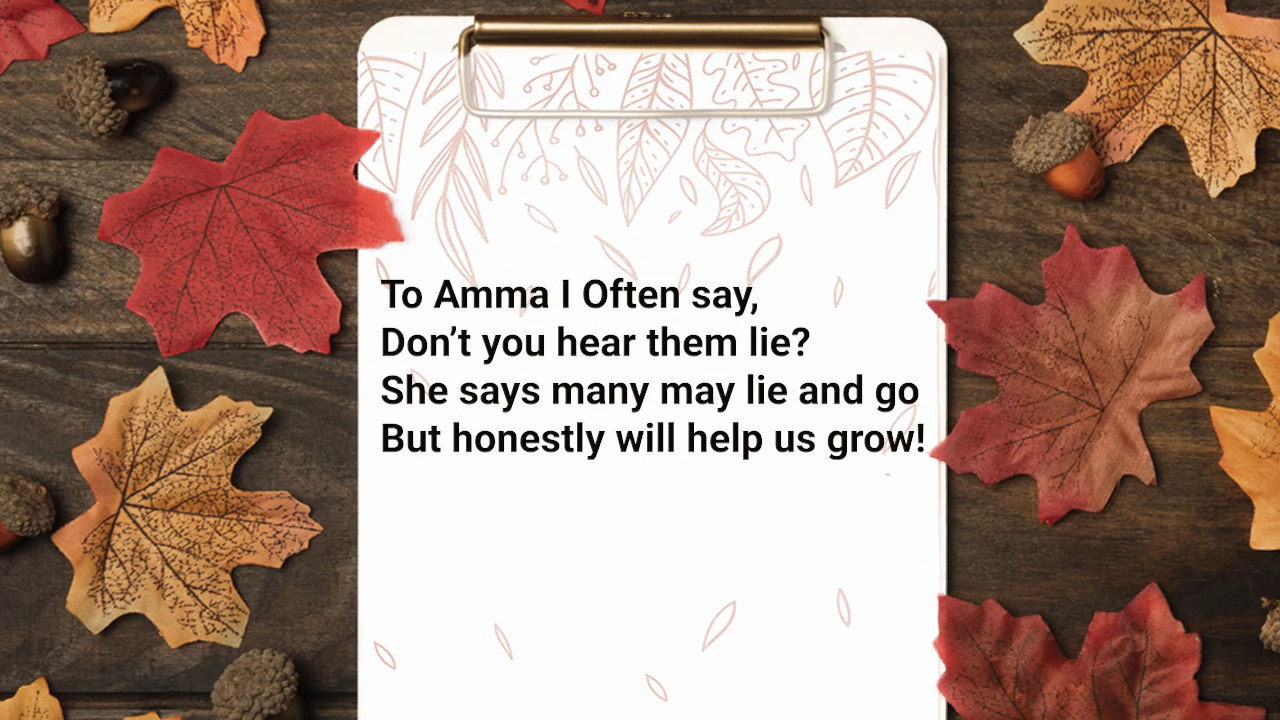 To Amma I Often say,
Don’t you hear them lie?
She says many may lie and go
But honestly will help us grow!